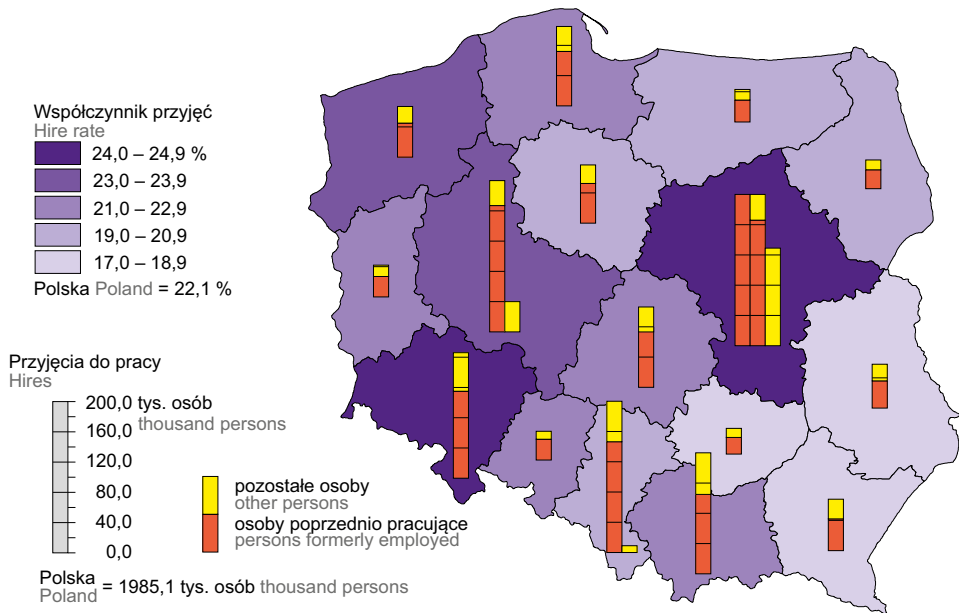 Współczynnik przyjęć
Hire rate
24,0 – 24,9 %
23,0 – 23,9
21,0 – 22,9
19,0 – 20,9
17,0 – 18,9
Polska Poland = 22,1 %
Przyjęcia do pracy
Hires
200,0 tys. osób
thousand persons
160,0
120,0
80,0
40,0
0,0
pozostałe osoby
other persons
osoby poprzednio pracujące
persons formerly employed
Polska
Poland = 1985,1 tys. osób thousand persons